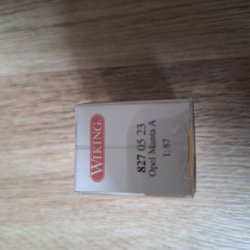 WIKING
827 05 23
Opel Manta A
1:87